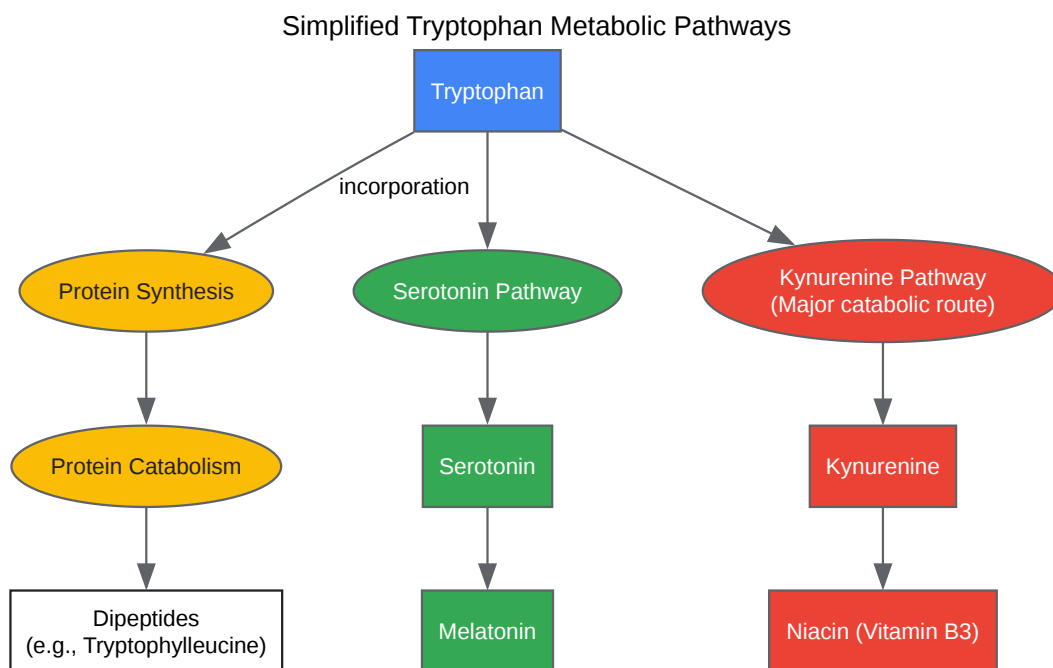 Simplified Tryptophan Metabolic Pathways
Tryptophan
incorporation
Protein Synthesis
Serotonin Pathway
Kynurenine Pathway
(Major catabolic route)
Protein Catabolism
Serotonin
Kynurenine
Dipeptides
(e.g., Tryptophylleucine)
Melatonin
Niacin (Vitamin B3)